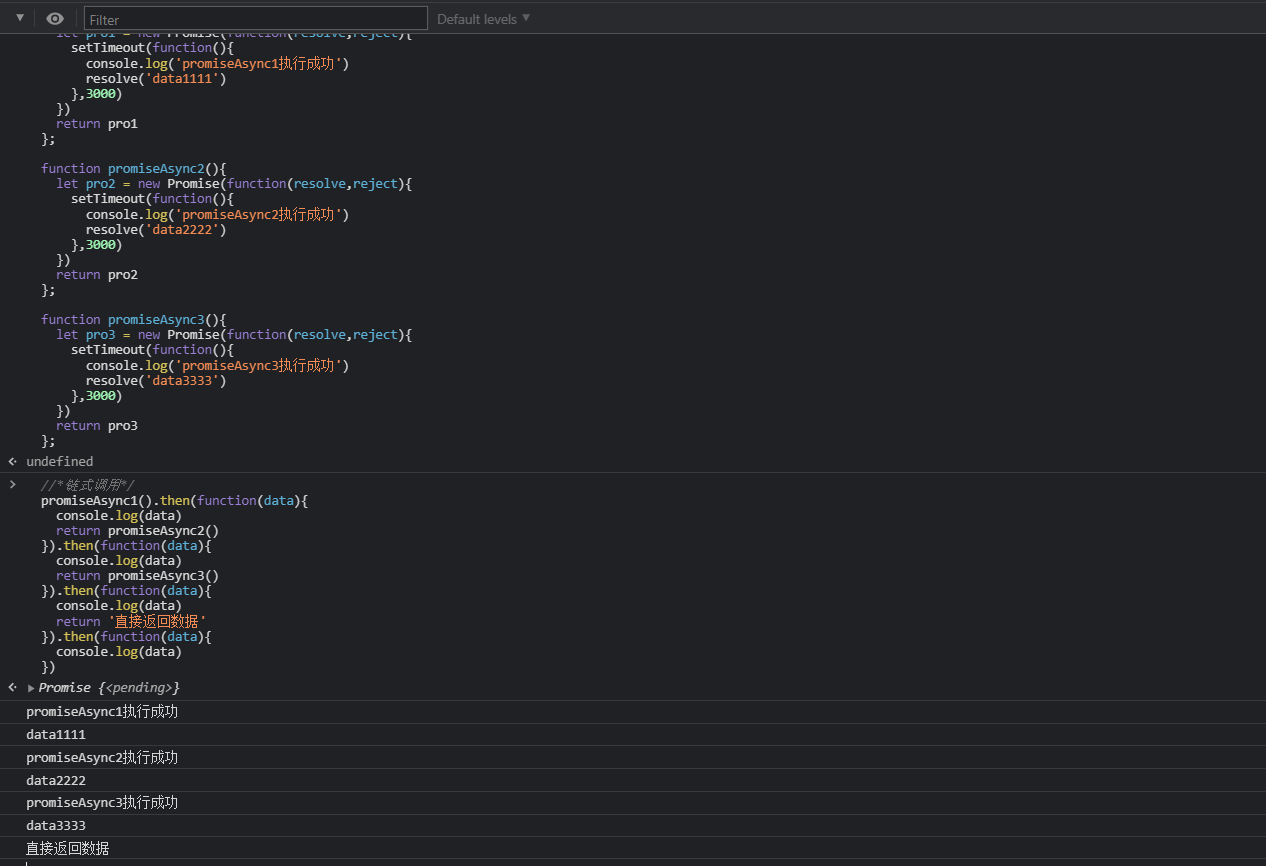 Filter Default levels
let pro1 = new Promise(function(resolve,reject){
setTimeout(function(){
console.log('promiseAsync1执行成功')
resolve('data1111')
},3000)
})
return pro1
};
function promiseAsync2(){
let pro2 = new Promise(function(resolve,reject){
setTimeout(function(){
console.log('promiseAsync2执行成功')
resolve('data2222')
},3000)
})
return pro2
};
function promiseAsync3(){
let pro3 = new Promise(function(resolve,reject){
setTimeout(function(){
console.log('promiseAsync3执行成功')
resolve('data3333')
},3000)
})
return pro3
};
undefined
//*链式调用*/
promiseAsync1().then(function(data){
console.log(data)
return promiseAsync2()
}).then(function(data){
console.log(data)
return promiseAsync3()
}).then(function(data){
console.log(data)
return '直接返回数据'
}).then(function(data){
console.log(data)
})
Promise {<pending>}
promiseAsync1执行成功
data1111
promiseAsync2执行成功
data2222
promiseAsync3执行成功
data3333
直接返回数据